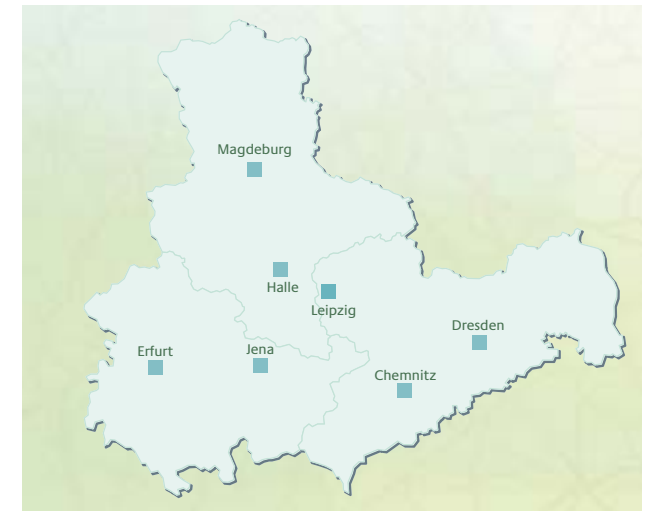 Magdeburg
Halle
Leipzig
Dresden
Erfurt
Jena
Chemnitz